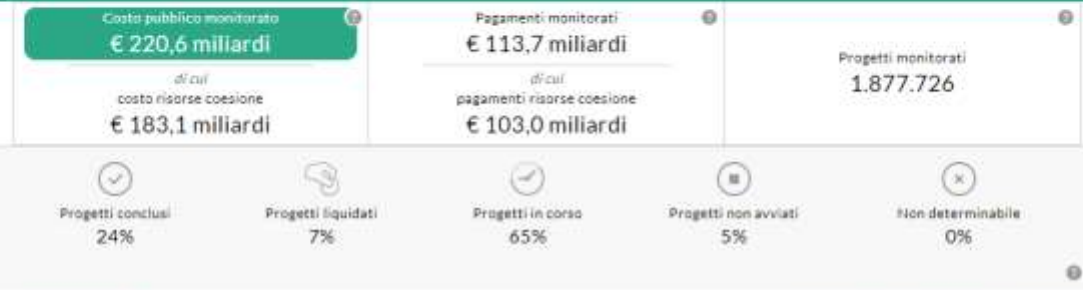 Costo pubblico monitorato
€ 220,6 miliardi
di cui
costo risorse coesione
€ 183,1 miliardi
Pagamenti monitorati
€ 113,7 miliardi
di cui
pagamenti risorse coesione
€ 103,0 miliardi
Progetti monitorati
1.877.726
Progetti conclusi
24%
Progetti liquidati
7%
Progetti in corso
65%
Progetti non avviati
5%
Non determinabile
0%